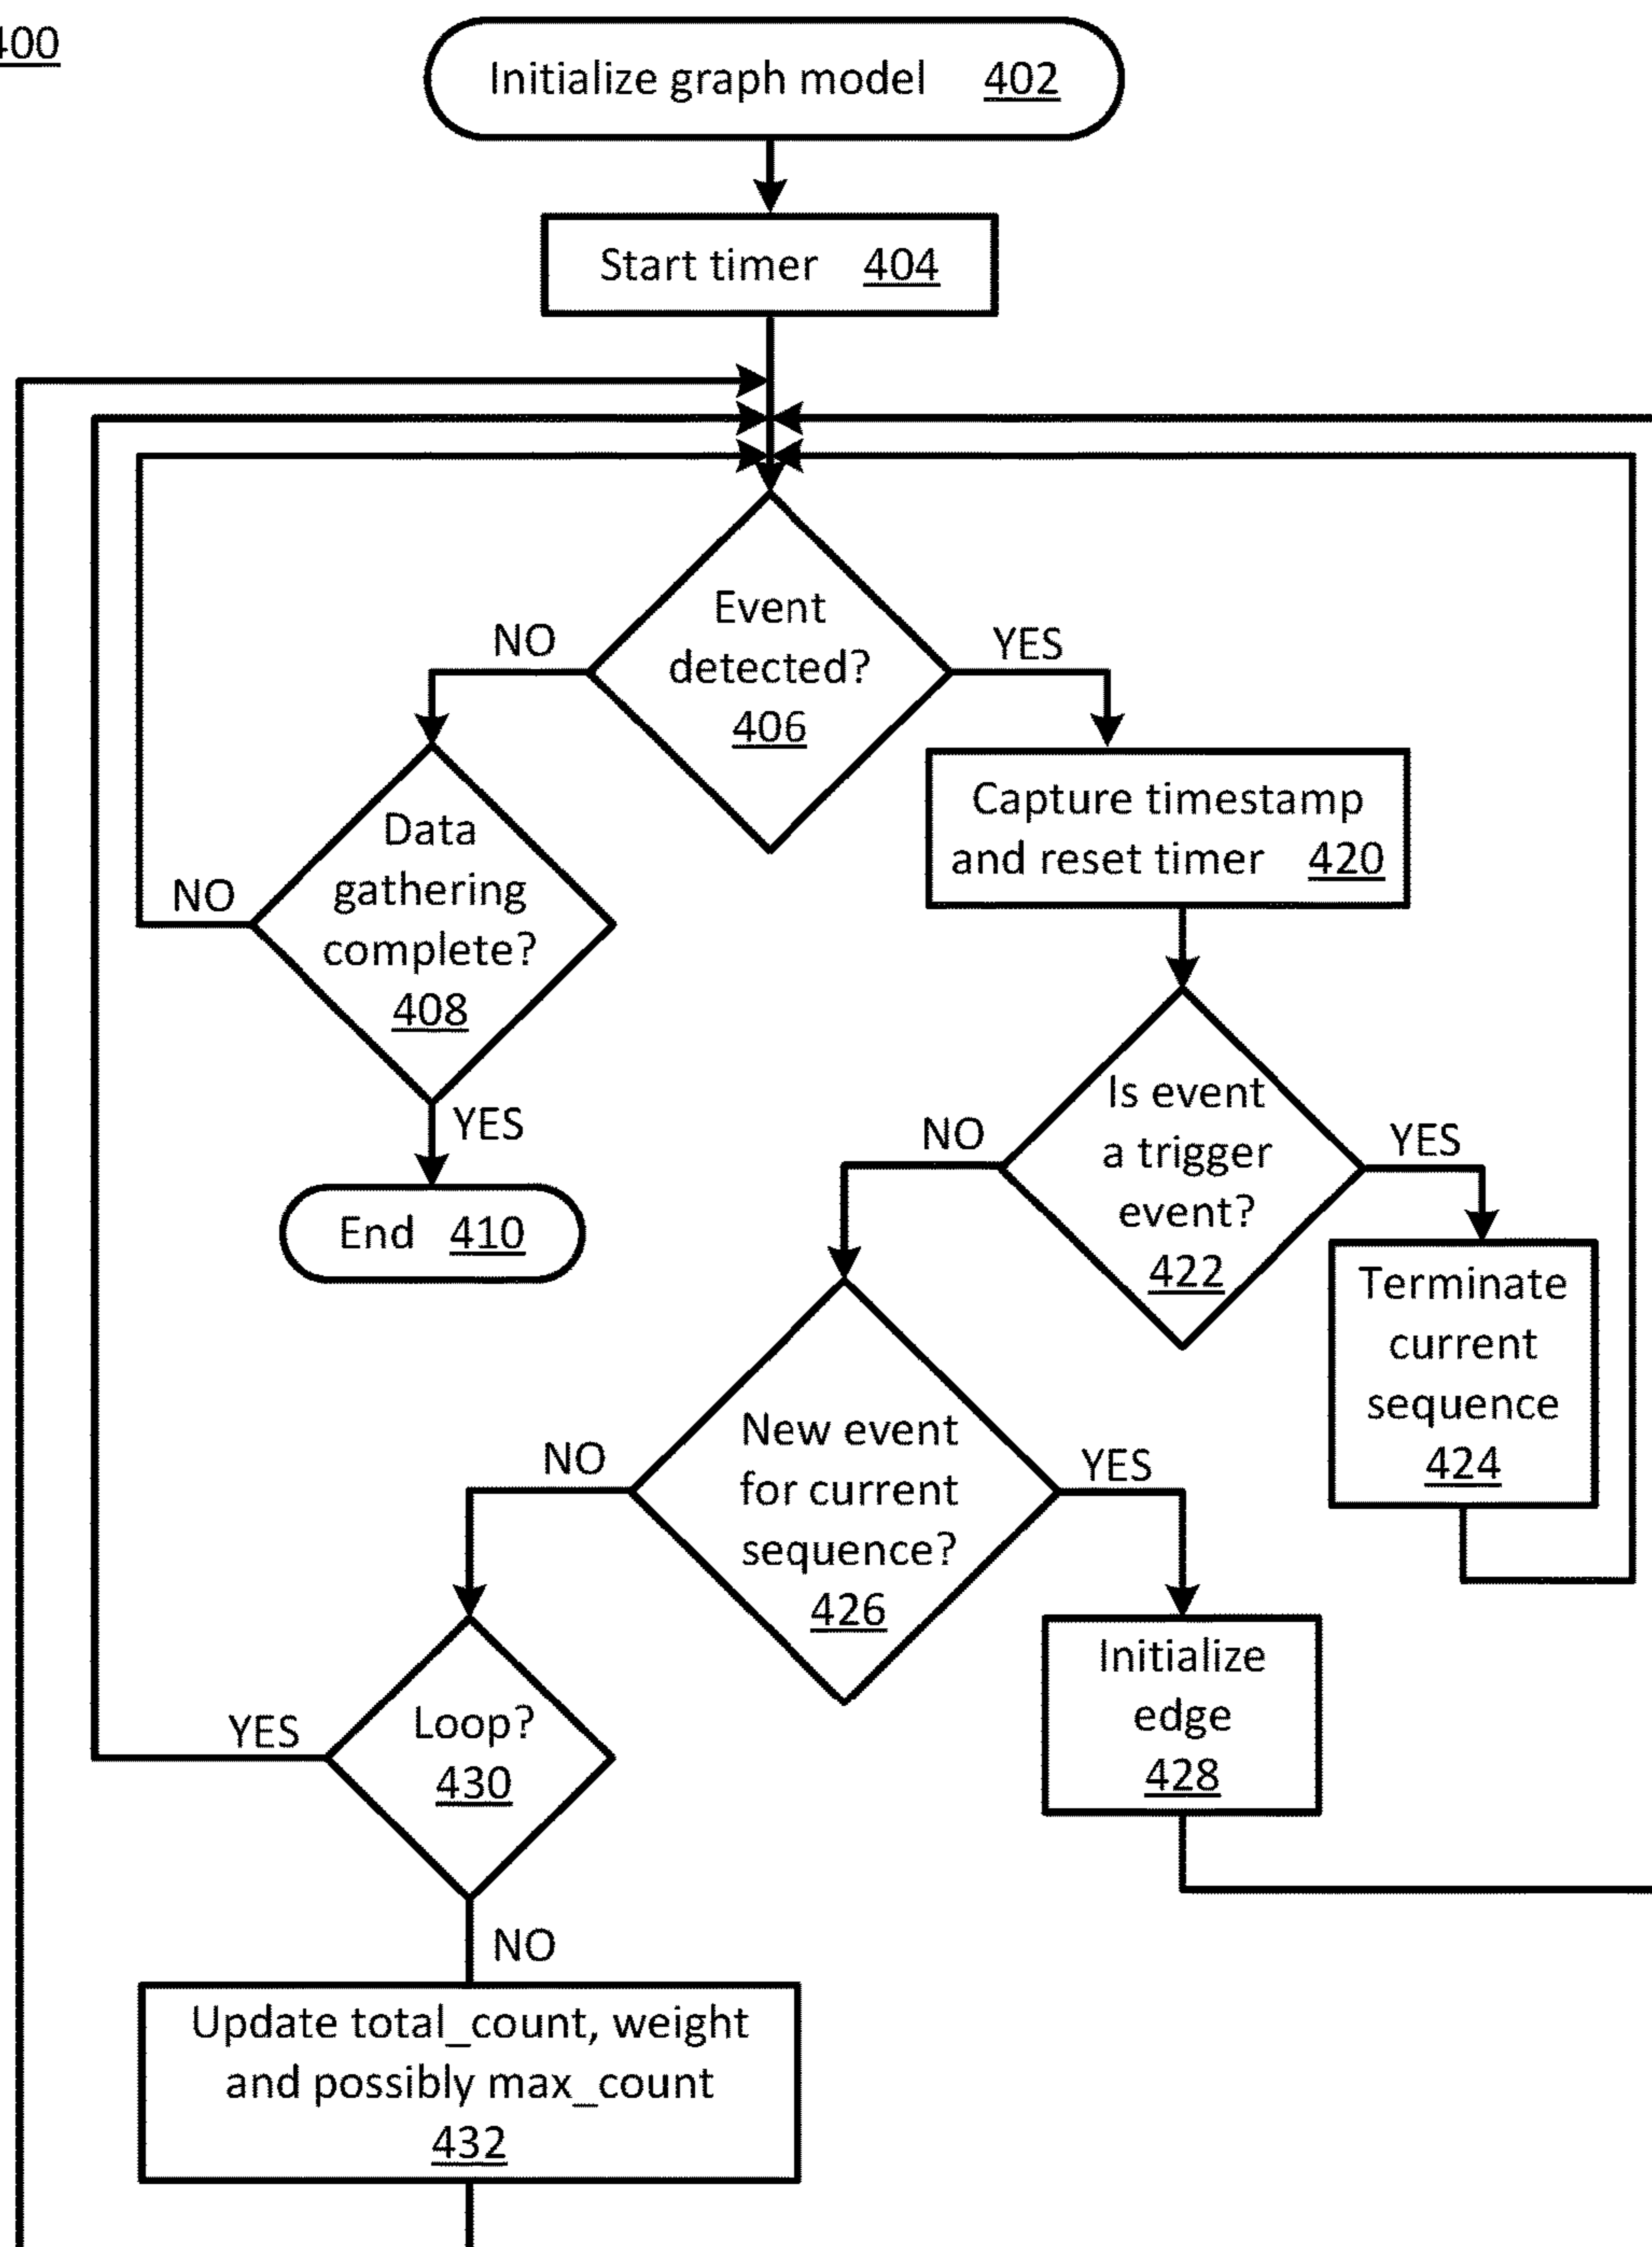 400
Initialize graph model 402
Start timer 404
Event
detected?
406
NO
YES
Data
gathering
complete?
408
NO
YES
End 410
Capture timestamp
and reset timer 420
Is event
a trigger
event?
422
NO
YES
Terminate
current
sequence
424
New event
for current
sequence?
426
NO
YES
Initialize
edge
428
Loop?
430
YES
NO
Update total_count, weight
and possibly max_count
432